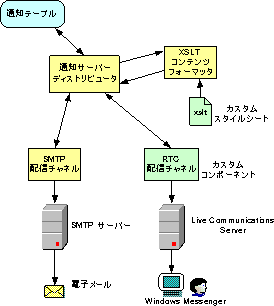 通知テーブル
通知サーバー
ディストリビュータ
XSLT
コンテンツ
フォーマッタ
xslt
カスタム
スタイルシート
SMTP
配信チャネル
RTC
配信チャネル
カスタム
コンポーネント
SMTP サーバー
Live Communications
Server
電子メール
Windows Messenger